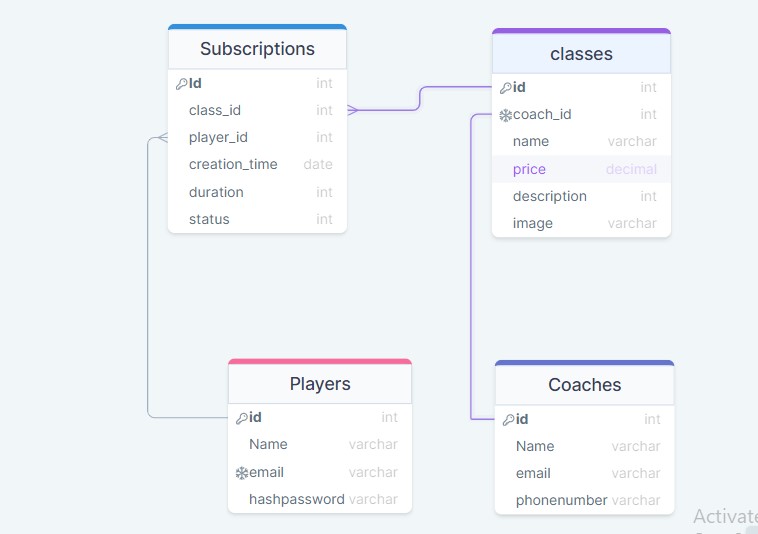 Subscriptions
Id int
class_id int
player_id int
creation_time date
duration int
status int
classes
id int
coach_id int
name varchar
price decimal
description int
image varchar
Players
id int
Name varchar
email varchar
hashpassword varchar
Coaches
id int
Name varchar
email varchar
phonenumber varchar
Activate